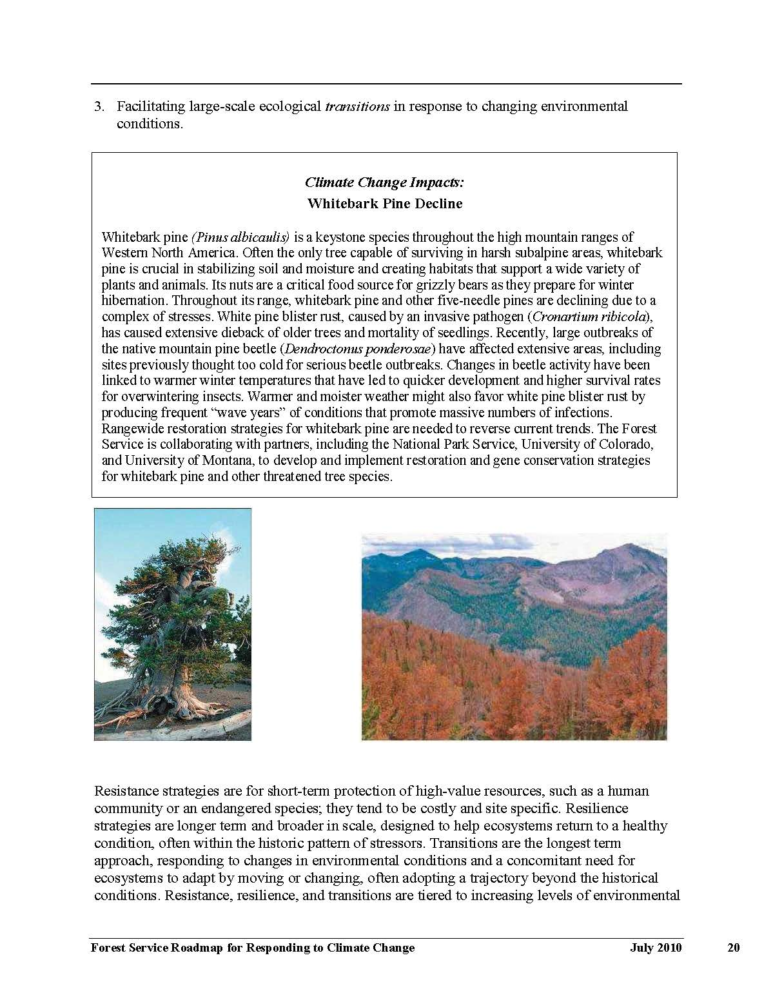 3. Facilitating large-scale ecological transitions in response to changing environmental
conditions.
Climate Change Impacts:
Whitebark Pine Decline
Whitebark pine (Pinus albicaulis) is a keystone species throughout the high mountain ranges of
Western North America. Often the only tree capable of surviving in harsh subalpine areas, whitebark
pine is crucial in stabilizing soil and moisture and creating habitats that support a wide variety of
plants and animals. Its nuts are a critical food source for grizzly bears as they prepare for winter
hibernation. Throughout its range, whitebark pine and other five-needle pines are declining due to a
complex of stresses. White pine blister rust, caused by an invasive pathogen (Cronartium ribicola),
has caused extensive dieback of older trees and mortality of seedlings. Recently, large outbreaks of
the native mountain pine beetle (Dendroctonus ponderosae) have affected extensive areas, including
sites previously thought too cold for serious beetle outbreaks. Changes in beetle activity have been
linked to warmer winter temperatures that have led to quicker development and higher survival rates
for overwintering insects. Warmer and moister weather might also favor white pine blister rust by
producing frequent “wave years” of conditions that promote massive numbers of infections.
Rangewide restoration strategies for whitebark pine are needed to reverse current trends. The Forest
Service is collaborating with partners, including the National Park Service, University of Colorado,
and University of Montana, to develop and implement restoration and gene conservation strategies
for whitebark pine and other threatened tree species.
Resistance strategies are for short-term protection of high-value resources, such as a human
community or an endangered species; they tend to be costly and site specific. Resilience
strategies are longer term and broader in scale, designed to help ecosystems return to a healthy
condition, often within the historic pattern of stressors. Transitions are the longest term
approach, responding to changes in environmental conditions and a concomitant need for
ecosystems to adapt by moving or changing, often adopting a trajectory beyond the historical
conditions. Resistance, resilience, and transitions are tiered to increasing levels of environmental
Forest Service Roadmap for Responding to Climate Change July 2010 20